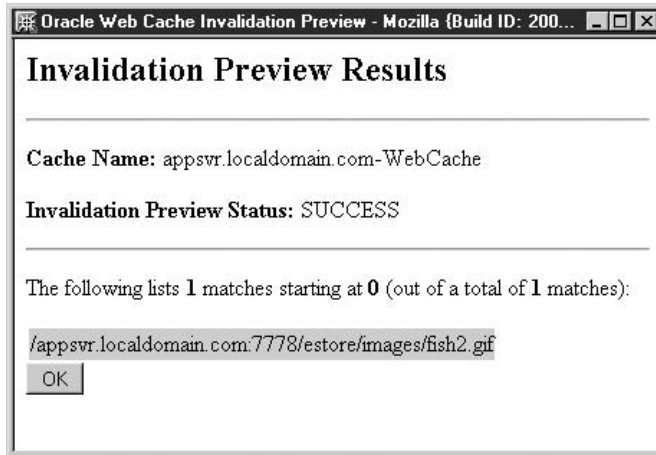 Oracle Web Cache Invalidation Preview - Mozilla {Build ID: 200...
Invalidation Preview Results
Cache Name: appsvr.localdomain.com-WebCache
Invalidation Preview Status: SUCCESS
The following lists 1 matches starting at 0 (out of a total of 1 matches):
/appsvr.localdomain.com:7778/estore/images/fish2.gif
OK